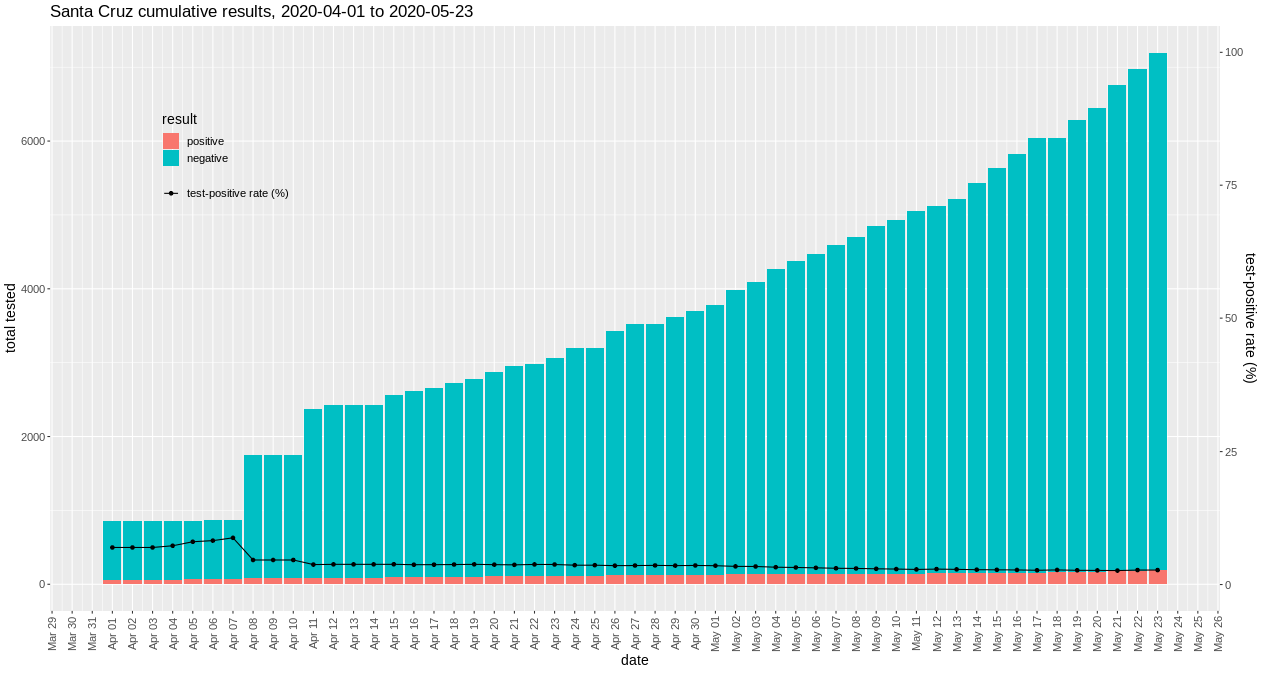 Santa Cruz cumulative results, 2020-04-01 to 2020-05-23
result
positive
negative
test-positive rate (%)
total tested
6000
4000
2000
0
100
75
50
25
0
test-positive rate (%)
Mar 29
Mar 30
Mar 31
Apr 01
Apr 02
Apr 03
Apr 04
Apr 05
Apr 06
Apr 07
Apr 08
Apr 09
Apr 10
Apr 11
Apr 12
Apr 13
Apr 14
Apr 15
Apr 16
Apr 17
Apr 18
Apr 19
Apr 20
Apr 21
Apr 22
Apr 23
Apr 24
Apr 25
Apr 26
Apr 27
Apr 28
Apr 29
Apr 30
May 01
May 02
May 03
May 04
May 05
May 06
May 07
May 08
May 09
May 10
May 11
May 12
May 13
May 14
May 15
May 16
May 17
May 18
May 19
May 20
May 21
May 22
May 23
May 24
May 25
May 26
date